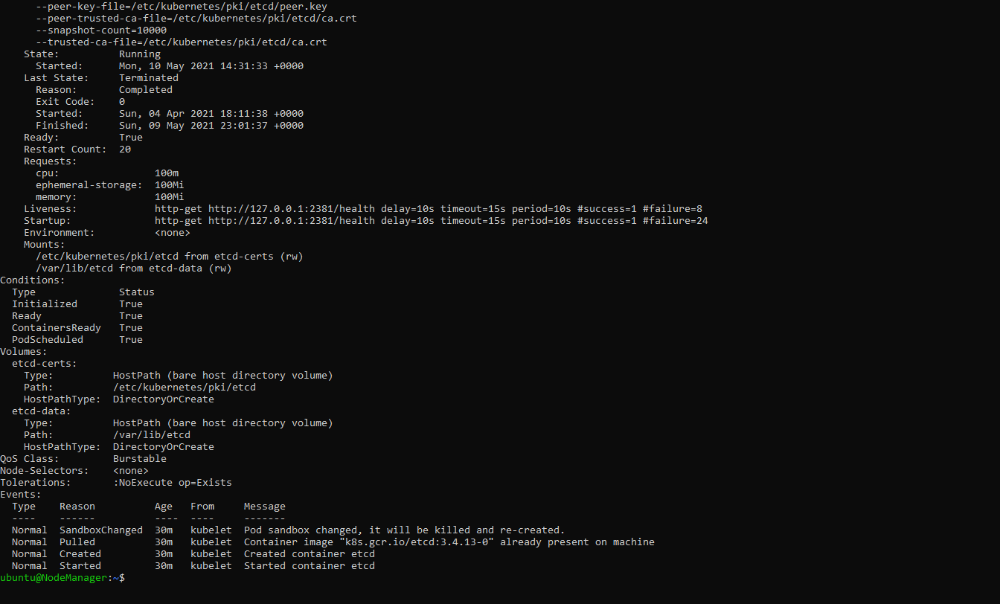 --peer-key-file=/etc/kubernetes/pki/etcd/peer.key
      --peer-trusted-ca-file=/etc/kubernetes/pki/etcd/ca.crt
      --snapshot-count=10000
      --trusted-ca-file=/etc/kubernetes/pki/etcd/ca.crt
    State:          Running
      Started:      Mon, 10 May 2021 14:31:33 +0000
    Last State:     Terminated
      Reason:       Completed
      Exit Code:    0
      Started:      Sun, 04 Apr 2021 18:11:38 +0000
      Finished:     Sun, 09 May 2021 23:01:37 +0000
    Ready:          True
    Restart Count:  20
    Requests:
      cpu:                100m
      ephemeral-storage:  100Mi
      memory:             100Mi
    Liveness:             http-get http://127.0.0.1:2381/health delay=10s timeout=15s period=10s #success=1 #failure=8
    Startup:              http-get http://127.0.0.1:2381/health delay=10s timeout=15s period=10s #success=1 #failure=24
    Environment:          <none>
    Mounts:
      /etc/kubernetes/pki/etcd from etcd-certs (rw)
      /var/lib/etcd from etcd-data (rw)
Conditions:
  Type              Status
  Initialized       True
  Ready             True
  ContainersReady   True
  PodScheduled      True
Volumes:
  etcd-certs:
    Type:          HostPath (bare host directory volume)
    Path:          /etc/kubernetes/pki/etcd
    HostPathType:  DirectoryOrCreate
  etcd-data:
    Type:          HostPath (bare host directory volume)
    Path:          /var/lib/etcd
    HostPathType:  DirectoryOrCreate
QoS Class:         Burstable
Node-Selectors:    <none>
Tolerations:       :NoExecute op=Exists
Events:
  Type    Reason          Age   From     Message
  ----    ------          ----  ----     -------
  Normal  SandboxChanged  30m   kubelet  Pod sandbox changed, it will be killed and re-created.
  Normal  Pulled          30m   kubelet  Container image "k8s.gcr.io/etcd:3.4.13-0" already present on machine
  Normal  Created         30m   kubelet  Created container etcd
  Normal  Started         30m   kubelet  Started container etcd
ubuntu@NodeManager:~$